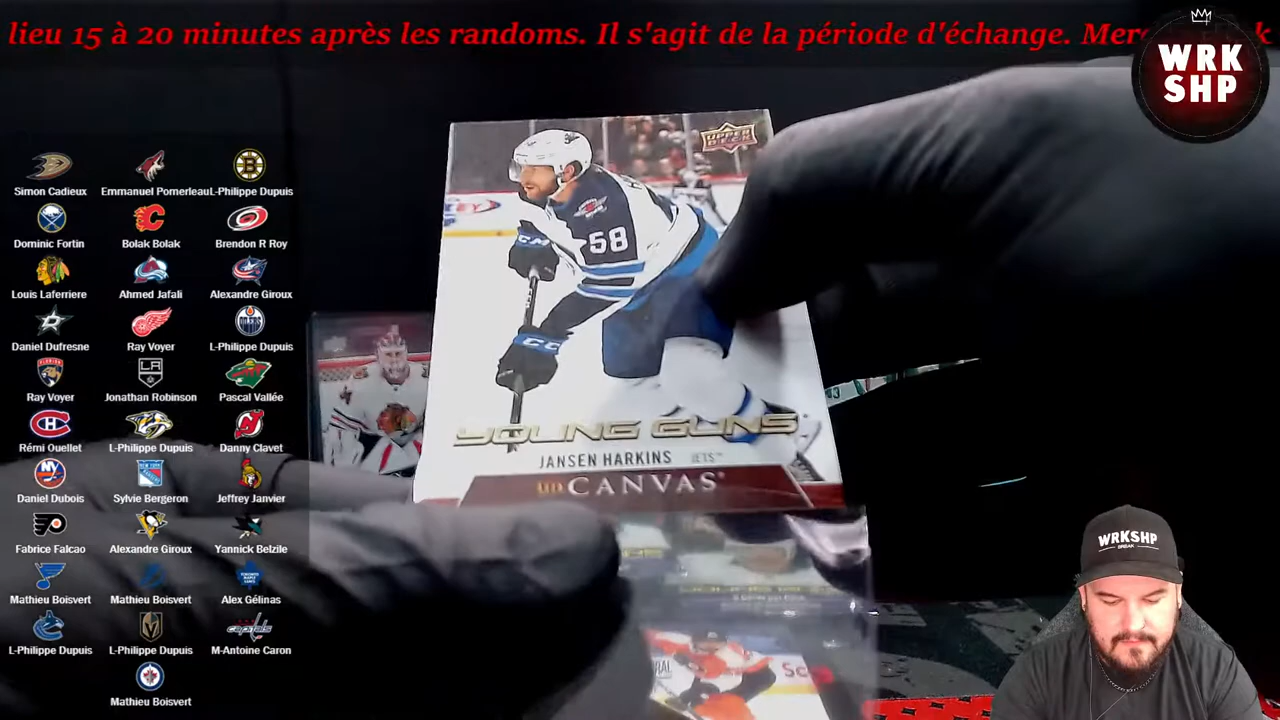 lieu 15 à 20 minutes après les randoms. Il s'agit de la période d'échange.
WRK
SHP
Simon Cadieux
Emmanuel Pomerleau
L-Philippe Dupuis
Dominic Fortin
Bolak Bolak
Brendon R Roy
Louis Laferriere
Ahmed Jafali
Alexandre Giroux
Daniel Dufresne
Ray Voyer
L-Philippe Dupuis
Ray Voyer
Jonathan Robinson
Pascal Vallée
Rémi Ouellet
L-Philippe Dupuis
Danny Clavet
Daniel Dubois
Sylvie Bergeron
Jeffrey Janvier
Fabrice Falcao
Alexandre Giroux
Yannick Belzile
Mathieu Boisvert
Mathieu Boisvert
Alex Gélinas
L-Philippe Dupuis
L-Philippe Dupuis
M-Antoine Caron
Mathieu Boisvert
UPPER
DECK
58
CCM
YOUNG GUNS
JANSEN HARKINS JETS™
UD CANVAS
WRKSHP
BREAK